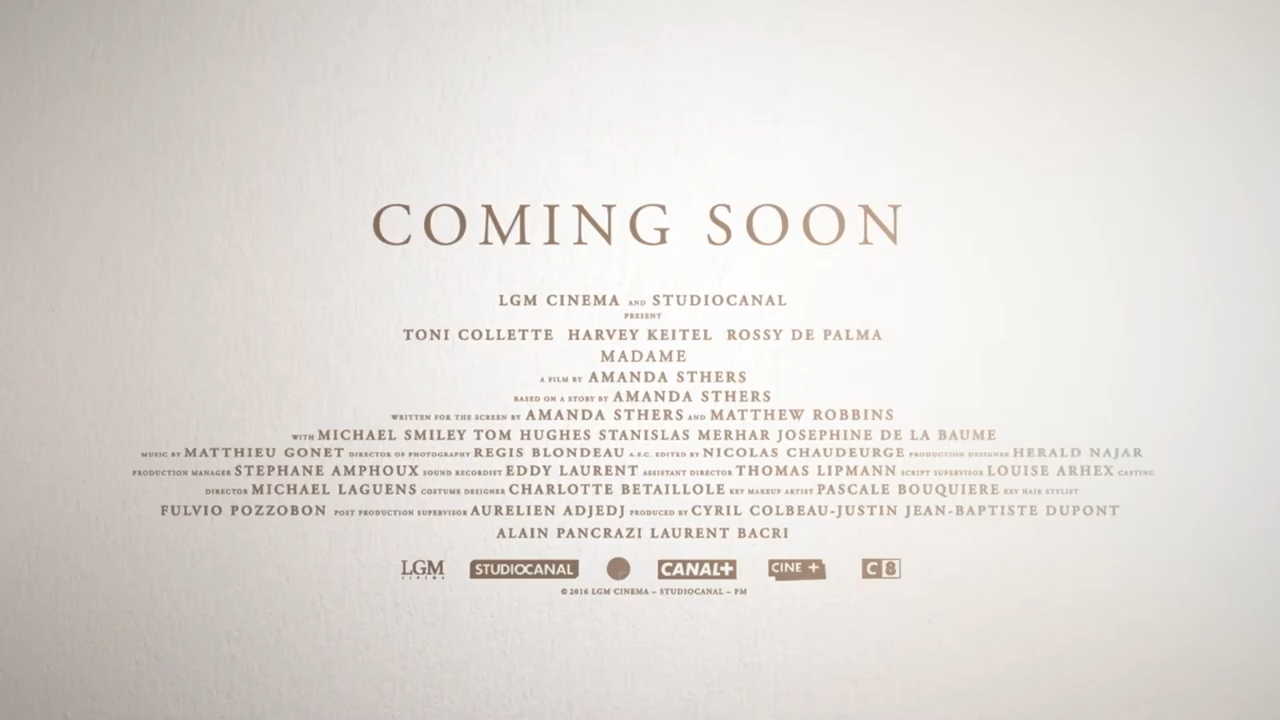 COMING SOON
LGM CINEMA AND STUDIOCANAL
PRESENT
TONI COLLETTE HARVEY KEITEL ROSSY DE PALMA
MADAME
A FILM BY AMANDA STHERS
BASED ON A STORY BY AMANDA STHERS
WRITTEN FOR THE SCREEN BY AMANDA STHERS AND MATTHEW ROBBINS
WITH MICHAEL SMILEY TOM HUGHES STANISLAS MERHAR JOSEPHINE DE LA BAUME
MUSIC BY MATTHIEU GONET DIRECTOR OF PHOTOGRAPHY REGIS BLONDEAU A.F.C. EDITED BY NICOLAS CHAUDEURGE PRODUCTION DESIGNER HERALD NAJAR
PRODUCTION MANAGER STEPHANE AMPHOUX SOUND RECORDIST EDDY LAURENT ASSISTANT DIRECTOR THOMAS LIPMANN SCRIPT SUPERVISOR LOUISE ARHEX CASTING
DIRECTOR MICHAEL LAGUENS COSTUME DESIGNER CHARLOTTE BETAILLOLE KEY MAKEUP ARTIST PASCALE BOUQUIERE KEY HAIR STYLIST
FULVIO POZZOBON POST PRODUCTION SUPERVISOR AURELIEN ADJEDJ PRODUCED BY CYRIL COLBEAU-JUSTIN JEAN-BAPTISTE DUPONT
ALAIN PANCRAZI LAURENT BACRI
LGM CINEMA STUDIOCANAL CANAL+ CINE + C8
© 2016 LGM CINEMA – STUDIOCANAL – PM